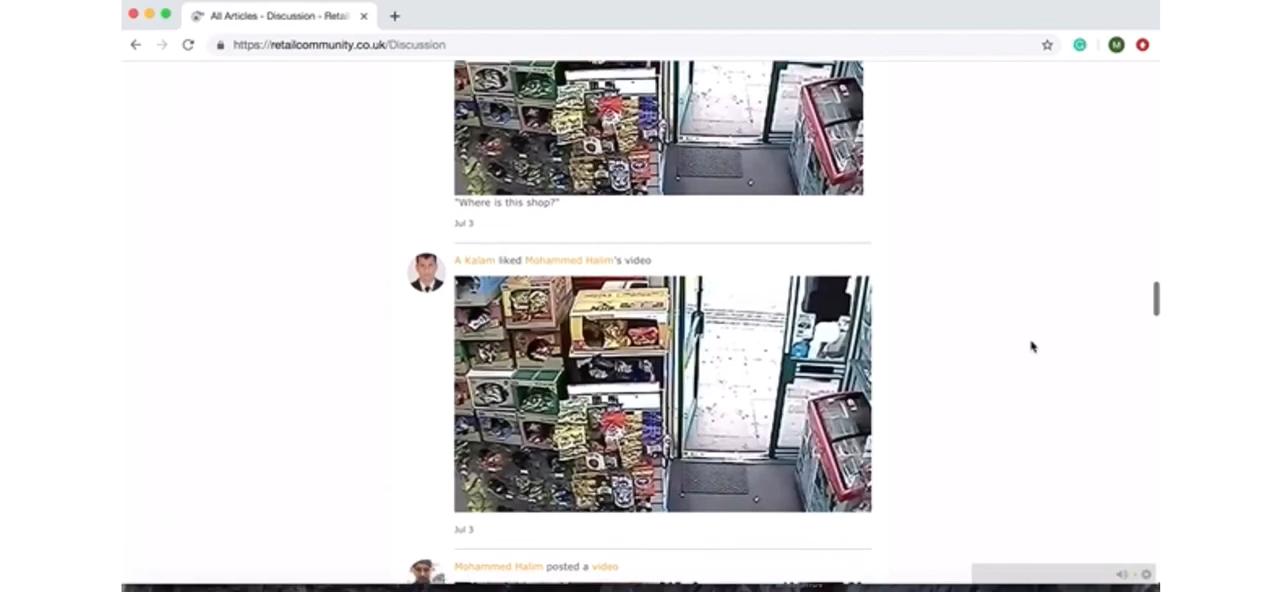 All Articles - Discussion - Retail
https://retailcommunity.co.uk/Discussion
M
"Where is this shop?"
Jul 3
A Kalam liked Mohammed Halim's video
Jul 3
Mohammed Halim posted a video